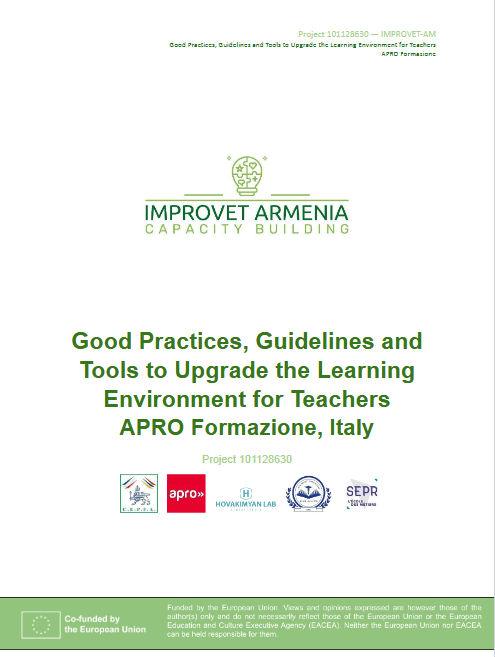 Project 101128630 — IMPROVET-AM
Good Practices, Guidelines and Tools to Upgrade the Learning Environment for Teachers
APRO Formazione
IMPROVET ARMENIA
CAPACITY BUILDING
Good Practices, Guidelines and
Tools to Upgrade the Learning
Environment for Teachers
APRO Formazione, Italy
Project 101128630
apro»
H
HOVAKIMYAN LAB
SEPR
L'ÉCOLE
DES MÉTIERS
Co-funded by
the European Union
Funded by the European Union. Views and opinions expressed are however those of the
author(s) only and do not necessarily reflect those of the European Union or the European
Education and Culture Executive Agency (EACEA). Neither the European Union nor EACEA
can be held responsible for them.